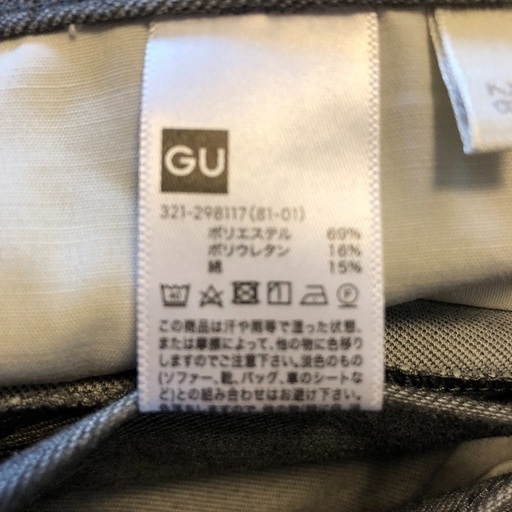 GU
321-298117(81-01)
ポリエステル 69%
ポリウレタン 16%
綿 15%
この商品は汗や雨等で湿った状態、
または摩擦によって、他の物に色移り
しますのでご注意下さい。淡色のもの
(ソファー、靴、バッグ、車のシートな
ど)との組み合わせはお避け下さい。